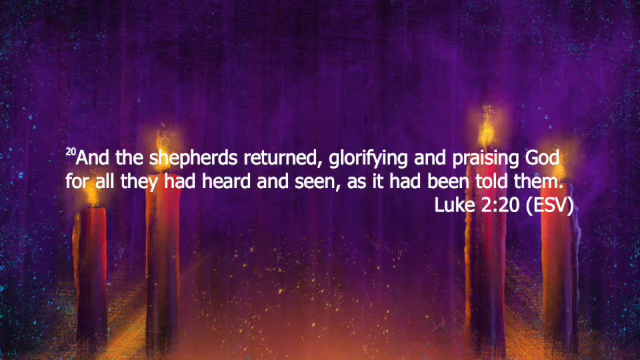 ²⁰And the shepherds returned, glorifying and praising God
for all they had heard and seen, as it had been told them.
Luke 2:20 (ESV)